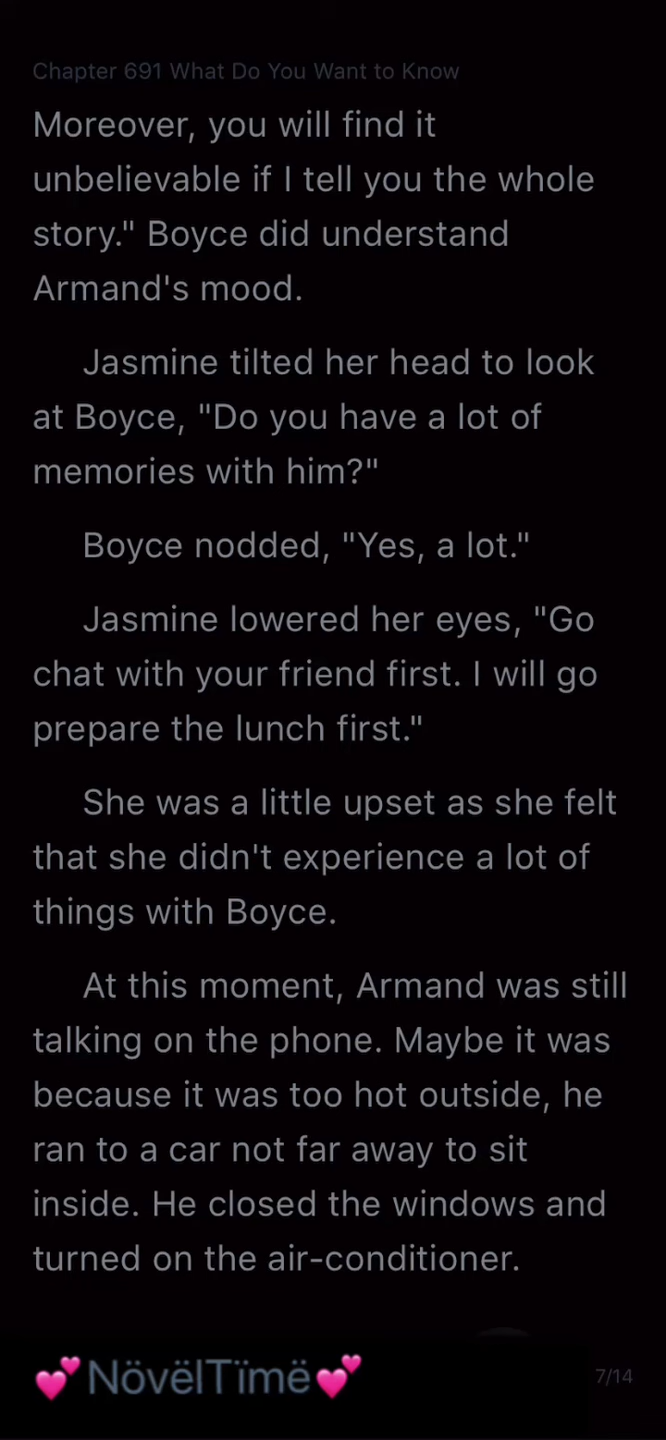 Chapter 691 What Do You Want to Know
Moreover, you will find it
unbelievable if I tell you the whole
story." Boyce did understand
Armand's mood.
Jasmine tilted her head to look
at Boyce, "Do you have a lot of
memories with him?"
Boyce nodded, "Yes, a lot."
Jasmine lowered her eyes, "Go
chat with your friend first. I will go
prepare the lunch first."
She was a little upset as she felt
that she didn't experience a lot of
things with Boyce.
At this moment, Armand was still
talking on the phone. Maybe it was
because it was too hot outside, he
ran to a car not far away to sit
inside. He closed the windows and
turned on the air-conditioner.
💕NövëlTïmë💕
7/14